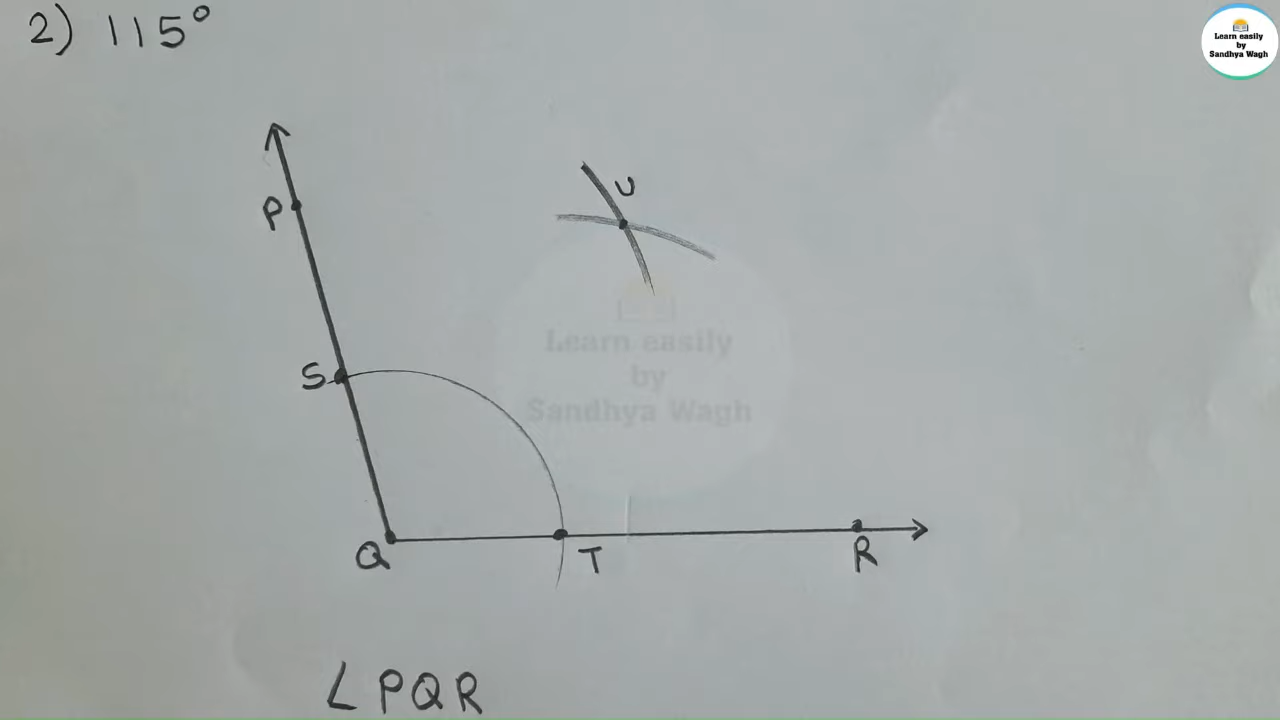 2) 115°
Learn easily
by
Sandhya Wagh
U
P
Learn easily
by
Sandhya Wagh
S
Q
T
R
∠PQR